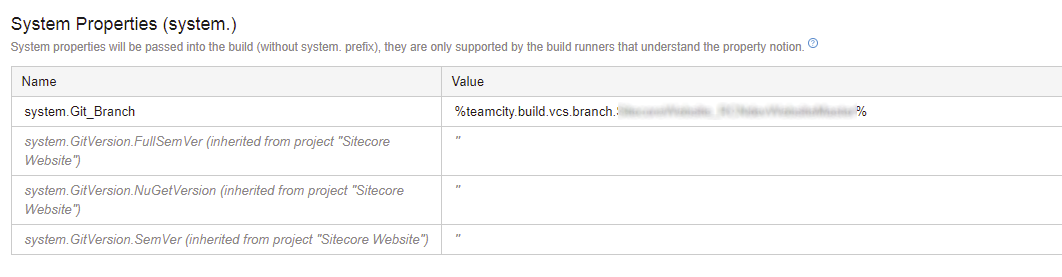 System Properties (system.)
System properties will be passed into the build (without system. prefix), they are only supported by the build runners that understand the property notion.
Name Value
system.Git_Branch %teamcity.build.vcs.branch. %
system.GitVersion.FullSemVer (inherited from project "Sitecore "
Website")
system.GitVersion.NuGetVersion (inherited from project "Sitecore "
Website")
system.GitVersion.SemVer (inherited from project "Sitecore Website") "